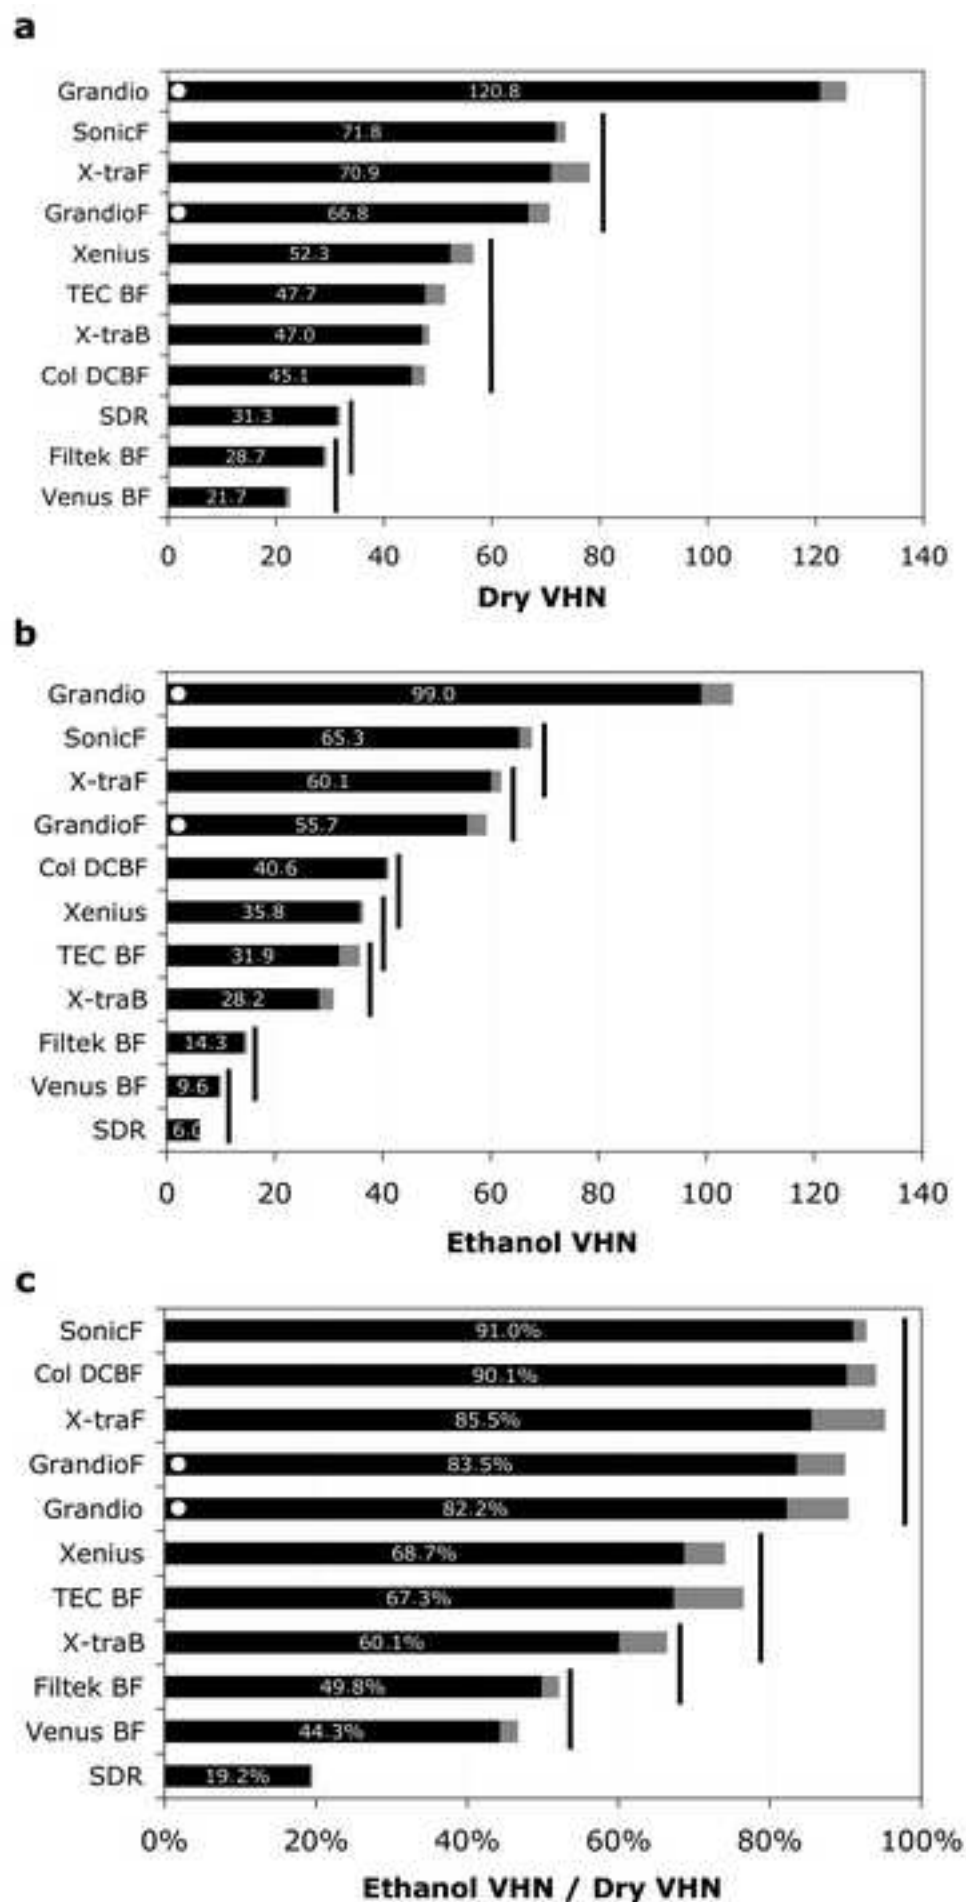 a
Grandio 120.8
SonicF 71.8
X-traF 70.9
GrandioF 66.8
Xenius 52.3
TEC BF 47.7
X-traB 47.0
Col DCBF 45.1
SDR 31.3
Filtek BF 28.7
Venus BF 21.7
0 20 40 60 80 100 120 140
Dry VHN
b
Grandio 99.0
SonicF 65.3
X-traF 60.1
GrandioF 55.7
Col DCBF 40.6
Xenius 35.8
TEC BF 31.9
X-traB 28.2
Filtek BF 14.3
Venus BF 9.6
SDR 6.0
0 20 40 60 80 100 120 140
Ethanol VHN
c
SonicF 91.0%
Col DCBF 90.1%
X-traF 85.5%
GrandioF 83.5%
Grandio 82.2%
Xenius 68.7%
TEC BF 67.3%
X-traB 60.1%
Filtek BF 49.8%
Venus BF 44.3%
SDR 19.2%
0% 20% 40% 60% 80% 100%
Ethanol VHN / Dry VHN